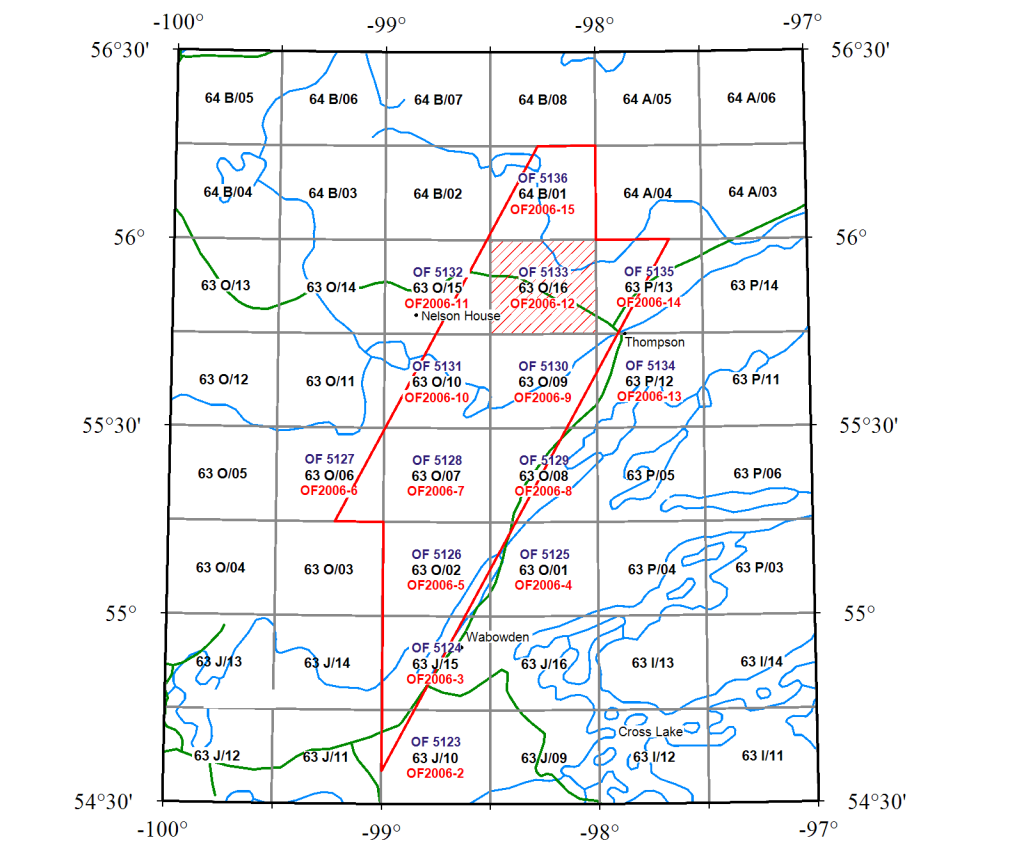 -100° -99° -98° -97°
56°30' 56°30'
64 B/05 64 B/06 64 B/07 64 B/08 64 A/05 64 A/06
OF 5136
64 B/04 64 B/03 64 B/02 64 B/01 64 A/04 64 A/03
OF2006-15
56° 56°
OF 5132 OF 5133 OF 5135
63 O/13 63 O/14 63 O/15 63 O/16 63 P/13 63 P/14
OF2006-11 OF2006-12 OF2006-14
Nelson House
Thompson
OF 5131 OF 5130 OF 5134
63 O/12 63 O/11 63 O/10 63 O/09 63 P/12 63 P/11
OF2006-10 OF2006-9 OF2006-13
55°30' 55°30'
OF 5127 OF 5128 OF 5129
63 O/05 63 O/06 63 O/07 63 O/08 63 P/05 63 P/06
OF2006-6 OF2006-7 OF2006-8
OF 5126 OF 5125
63 O/04 63 O/03 63 O/02 63 O/01 63 P/04 63 P/03
OF2006-5 OF2006-4
55° 55°
Wabowden
OF 5124
63 J/13 63 J/14 63 J/15 63 J/16 63 I/13 63 I/14
OF2006-3
Cross Lake
OF 5123
63 J/12 63 J/11 63 J/10 63 J/09 63 I/12 63 I/11
OF2006-2
54°30' 54°30'
-100° -99° -98° -97°